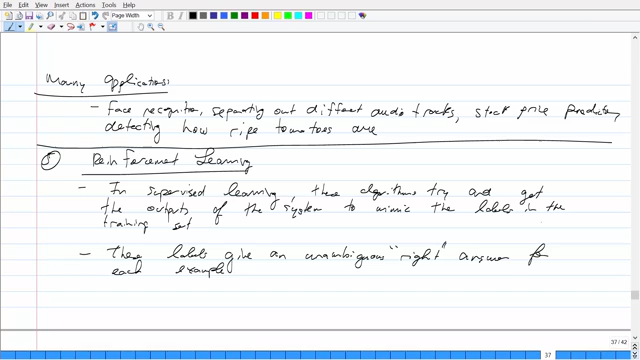 File Edit View Insert Actions Tools Help
Page Width
Many applications:
- Face recognition, separating out different audio tracks, stock price prediction,
detecting how ripe tomatoes are
5 Reinforcement Learning
- In supervised learning, these algorithms try and get
the outputs of the system to mimic the labels in the
training set
- These labels give an unambiguous "right" answer for
each example
37/42
37